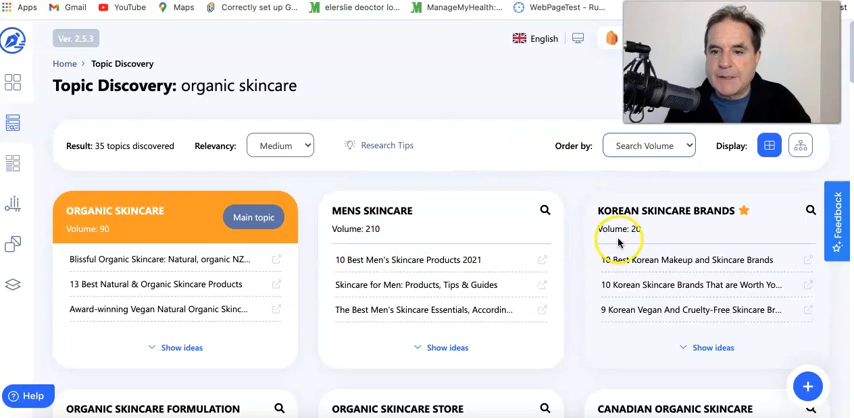 Apps Gmail YouTube Maps Correctly set up G... elerslie deoctor lo... ManageMyHealth:... WebPageTest - Ru...
Ver. 2.5.3
English
Home > Topic Discovery
Topic Discovery: organic skincare
Result: 35 topics discovered Relevancy: Medium Research Tips Order by: Search Volume Display:
ORGANIC SKINCARE
Volume: 90
Main topic
Blissful Organic Skincare: Natural, organic NZ...
13 Best Natural & Organic Skincare Products
Award-winning Vegan Natural Organic Skinc...
Show ideas
MENS SKINCARE
Volume: 210
10 Best Men's Skincare Products 2021
Skincare for Men: Products, Tips & Guides
The Best Men's Skincare Essentials, Accordin...
Show ideas
KOREAN SKINCARE BRANDS
Volume: 20
10 Best Korean Makeup and Skincare Brands
10 Korean Skincare Brands That are Worth Yo...
9 Korean Vegan And Cruelty-Free Skincare Br...
Show ideas
Feedback
Help
ORGANIC SKINCARE FORMULATION
ORGANIC SKINCARE STORE
CANADIAN ORGANIC SKINCARE